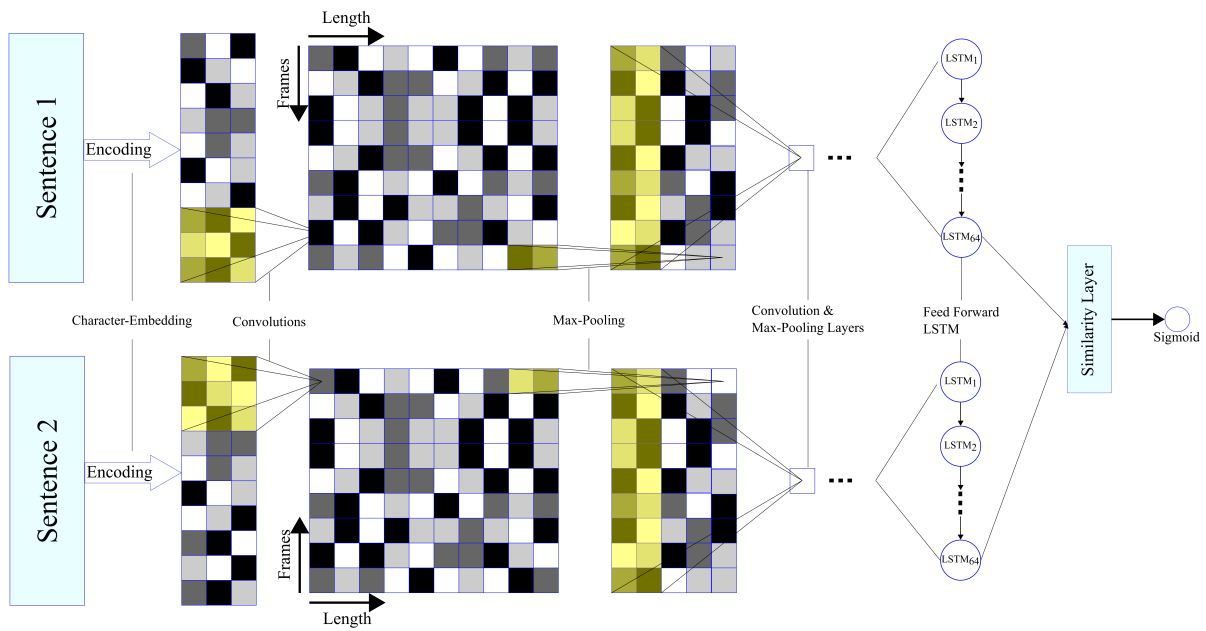 Length
Frames
Sentence 1
Encoding
LSTM1
LSTM2
LSTM64
Character-Embedding
Convolutions
Max-Pooling
Convolution &
Max-Pooling Layers
Feed Forward
LSTM
Similarity Layer
Sigmoid
Sentence 2
Encoding
LSTM1
LSTM2
LSTM64
Frames
Length